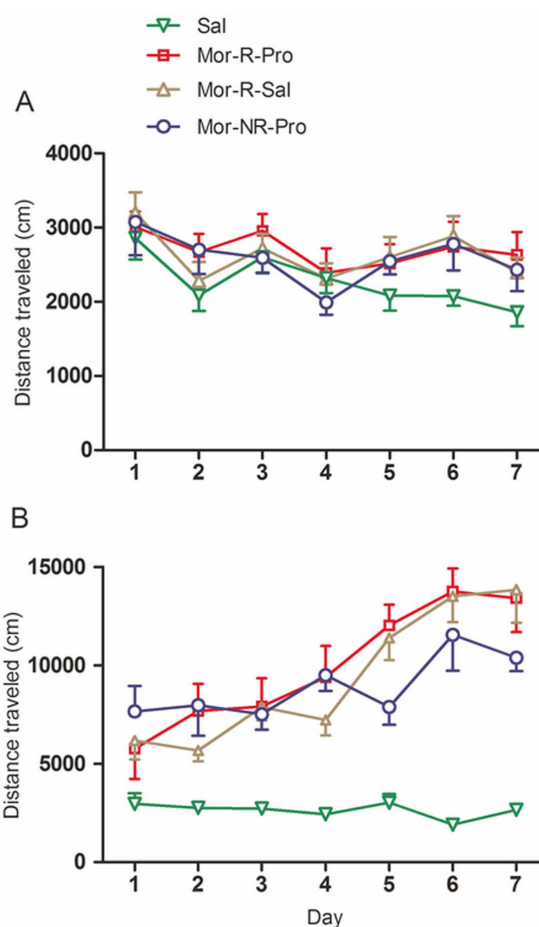 Sal
Mor-R-Pro
Mor-R-Sal
Mor-NR-Pro
A
Distance traveled (cm)
4000
3000
2000
1000
0
1 2 3 4 5 6 7
B
Distance traveled (cm)
15000
10000
5000
0
1 2 3 4 5 6 7
Day